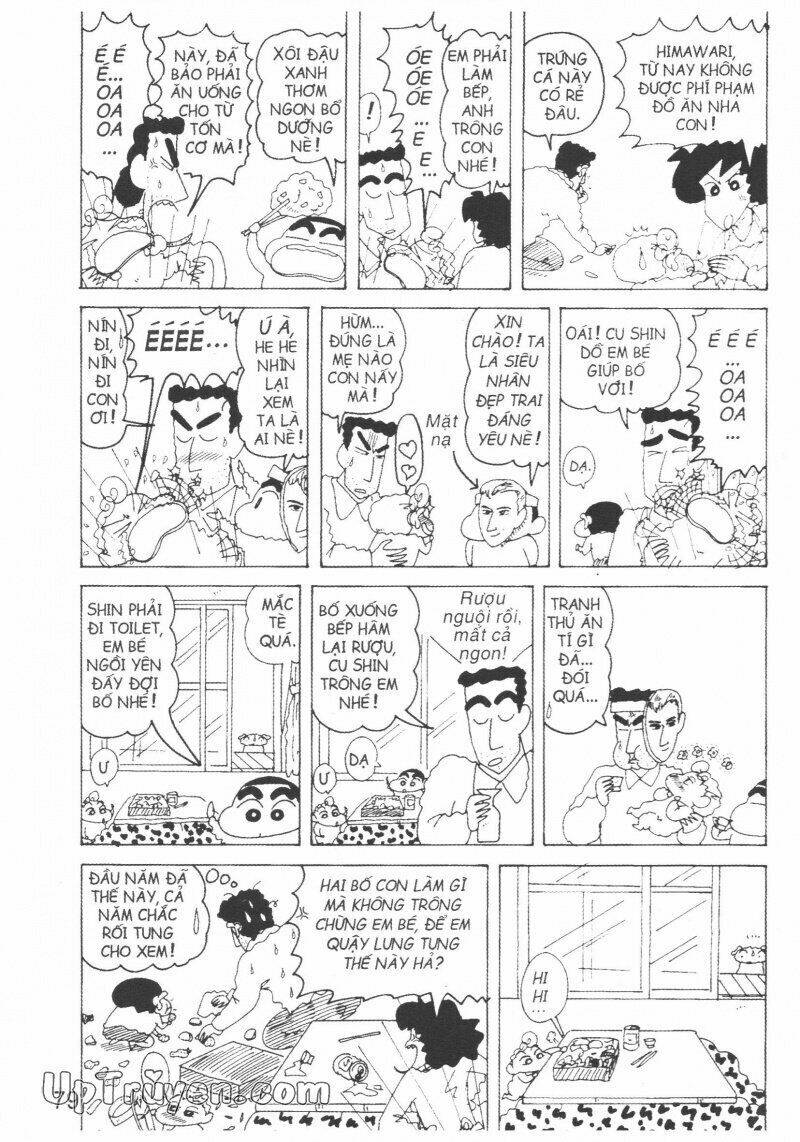 HIMAWARI,
TỪ NAY KHÔNG
ĐƯỢC PHÍ PHẠM
ĐỒ ĂN NHA
CON!
TRỨNG
CÁ NÀY
CÓ RẺ
ĐÂU.
EM PHẢI
LÀM
BẾP,
ANH
TRÔNG
CON
NHÉ!
ÓE
ÓE
ÓE
... E
E...
!
XÔI ĐẬU
XANH
THƠM
NGON BỔ
DƯỠNG
NÈ!
NÀY, ĐÃ
BẢO PHẢI
ĂN UỐNG
CHO TỪ
TỐN
CƠ MÀ!
É É
É...
OA
OA
OA
...
É É É
...
OA
OA
OA
...
OÁI! CU SHIN
DỖ EM BÉ
GIÚP BỐ
VỚI!
DẠ.
XIN
CHÀO! TA
LÀ SIÊU
NHÂN
ĐẸP TRAI
ĐÁNG
YÊU NÈ!
Mặt
nạ
HỪM...
ĐÚNG LÀ
MẸ NÀO
CON NẤY
MÀ!
Ú À,
HE HE
NHÌN
LẠI
XEM
TA LÀ
AI NÈ!
ÉÉÉÉ...
NÍN
ĐI,
NÍN
ĐI
CON
ƠI!
TRANH
THỦ ĂN
TÍ GÌ
ĐÃ...
ĐÓI
QUÁ...
Rượu
nguội rồi,
mất cả
ngon!
BỐ XUỐNG
BẾP HÂM
LẠI RƯỢU,
CU SHIN
TRÔNG EM
NHÉ!
DẠ
Ư
MẮC
TÈ
QUÁ.
SHIN PHẢI
ĐI TOILET,
EM BÉ
NGỒI YÊN
ĐẤY ĐỢI
BỐ NHÉ!
Ư
HI
HI
...
HAI BỐ CON LÀM GÌ
MÀ KHÔNG TRÔNG
CHỪNG EM BÉ, ĐỂ EM
QUẬY LUNG TUNG
THẾ NÀY HẢ?
ĐẦU NĂM ĐÃ
THẾ NÀY, CẢ
NĂM CHẮC
RỐI TUNG
CHO XEM!
UpTruyen.com